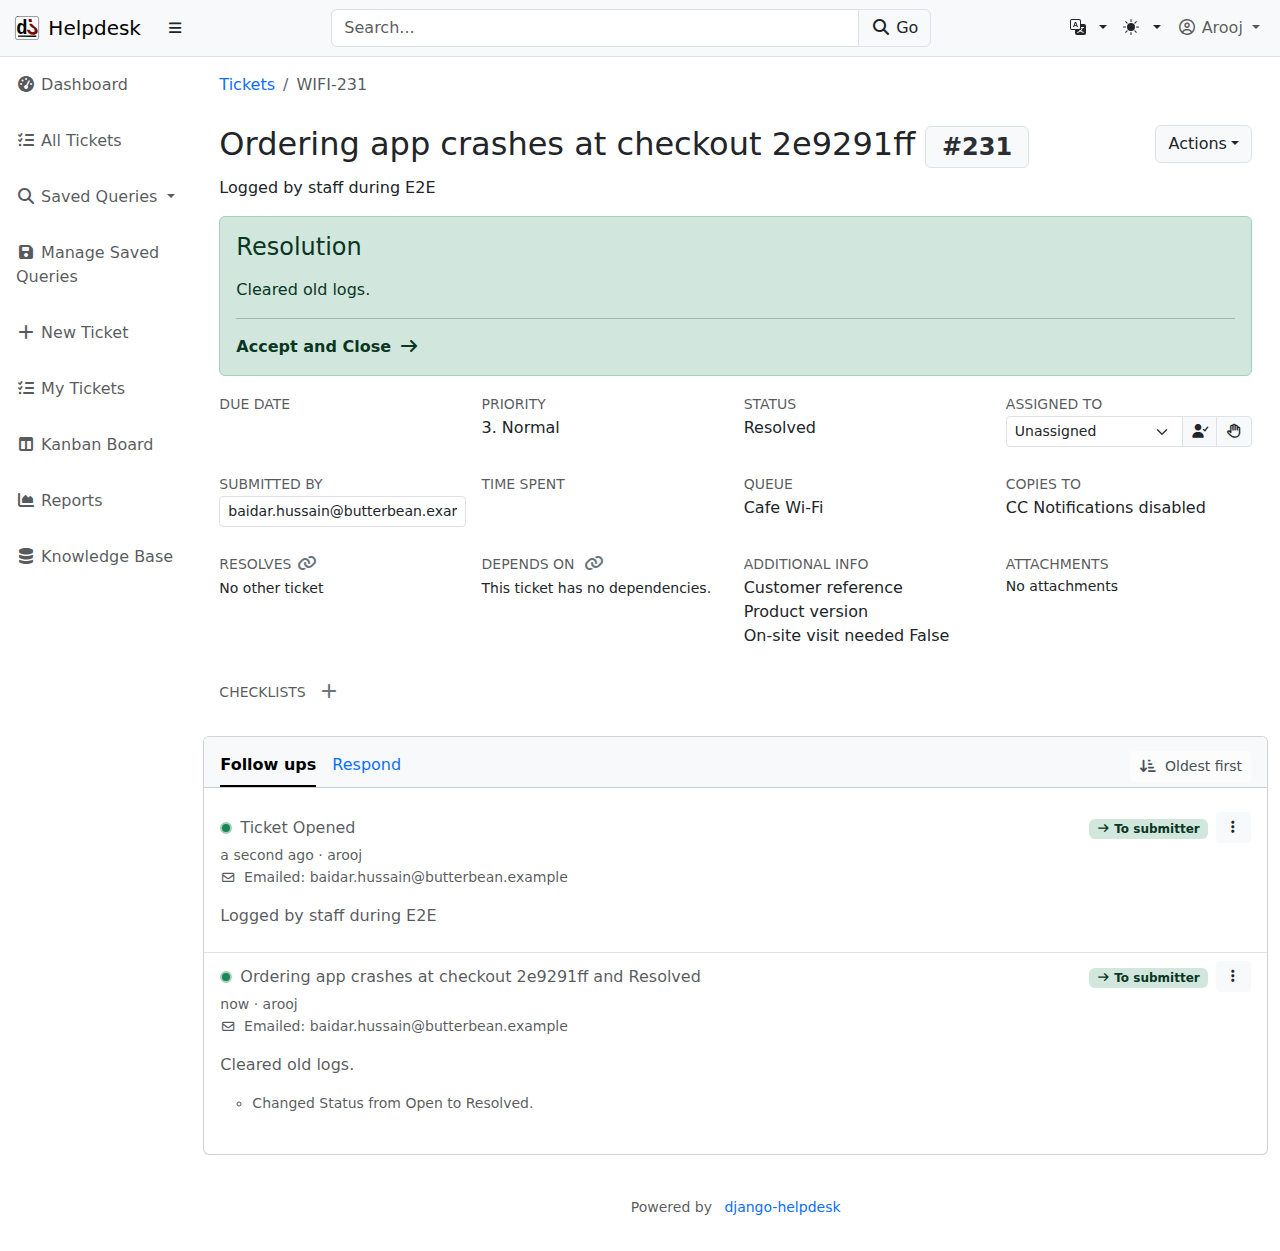 Helpdesk
Search...
Go
Arooj
Dashboard
All Tickets
Saved Queries
Manage Saved
Queries
New Ticket
My Tickets
Kanban Board
Reports
Knowledge Base
Tickets / WIFI-231
Ordering app crashes at checkout 2e9291ff #231
Actions
Logged by staff during E2E
Resolution
Cleared old logs.
Accept and Close
DUE DATE
PRIORITY
3. Normal
STATUS
Resolved
ASSIGNED TO
Unassigned
SUBMITTED BY
baidar.hussain@butterbean.exar
TIME SPENT
QUEUE
Cafe Wi-Fi
COPIES TO
CC Notifications disabled
RESOLVES
No other ticket
DEPENDS ON
This ticket has no dependencies.
ADDITIONAL INFO
Customer reference
Product version
On-site visit needed False
ATTACHMENTS
No attachments
CHECKLISTS
Follow ups
Respond
Oldest first
Ticket Opened
To submitter
a second ago · arooj
Emailed: baidar.hussain@butterbean.example
Logged by staff during E2E
Ordering app crashes at checkout 2e9291ff and Resolved
To submitter
now · arooj
Emailed: baidar.hussain@butterbean.example
Cleared old logs.
Changed Status from Open to Resolved.
Powered by django-helpdesk